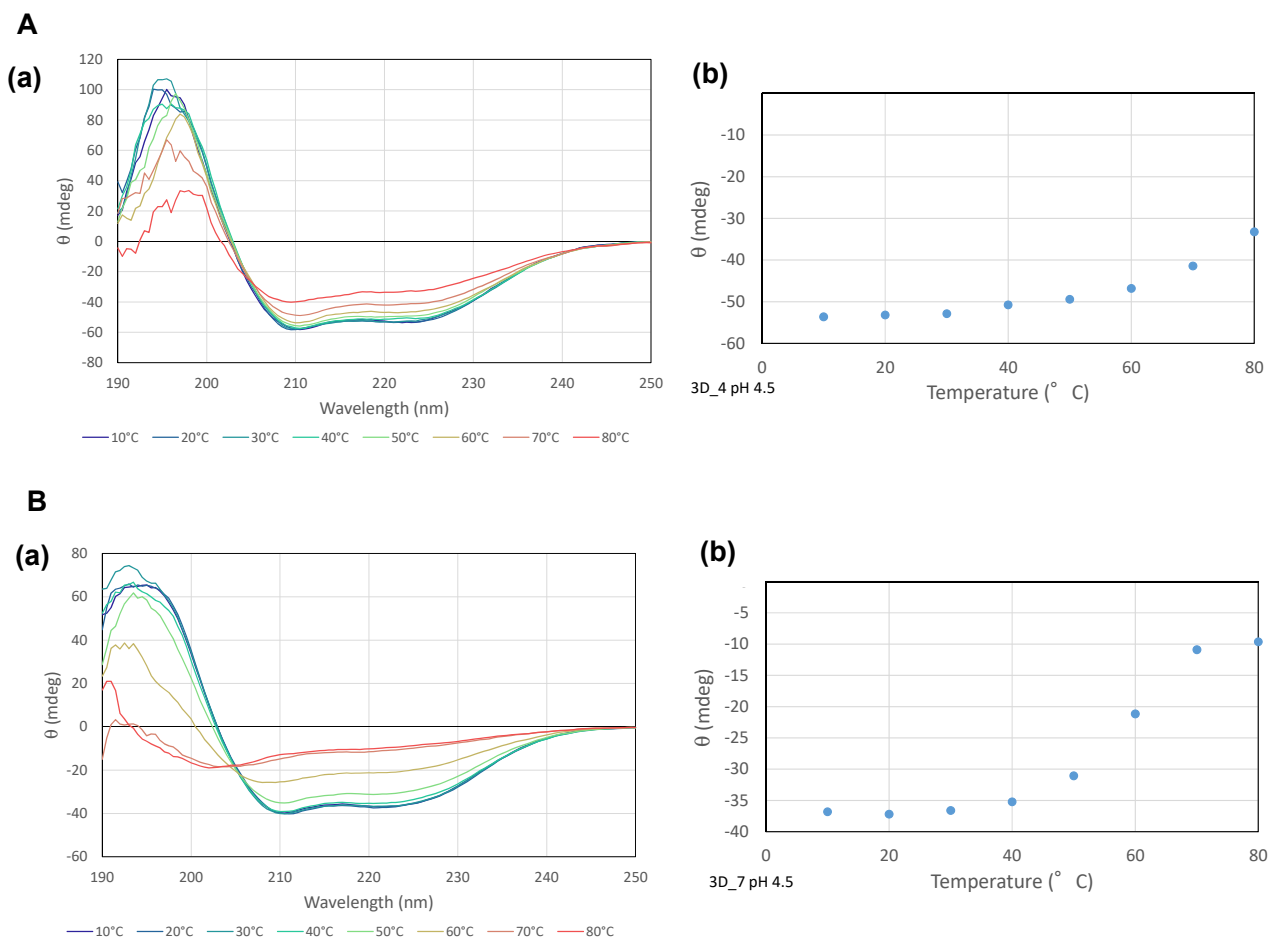 A
(a)
120
100
80
60
40
20
0
-20
-40
-60
-80
190 200 210 220 230 240 250
θ (mdeg)
Wavelength (nm)
10°C 20°C 30°C 40°C 50°C 60°C 70°C 80°C
(b)
-10
-20
-30
-40
-50
-60
0 20 40 60 80
θ (mdeg)
Temperature (° C)
3D_4 pH 4.5
B
(a)
80
60
40
20
0
-20
-40
-60
190 200 210 220 230 240 250
θ (mdeg)
Wavelength (nm)
10°C 20°C 30°C 40°C 50°C 60°C 70°C 80°C
(b)
-
-5
-10
-15
-20
-25
-30
-35
-40
0 20 40 60 80
θ (mdeg)
Temperature (° C)
3D_7 pH 4.5